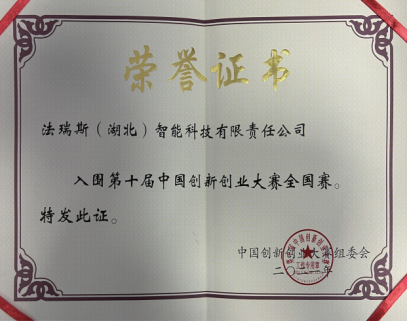 荣誉证书
法瑞斯（湖北）智能科技有限责任公司
入围第十届中国创新创业大赛全国赛。
特发此证。
中国创新创业大赛组委会